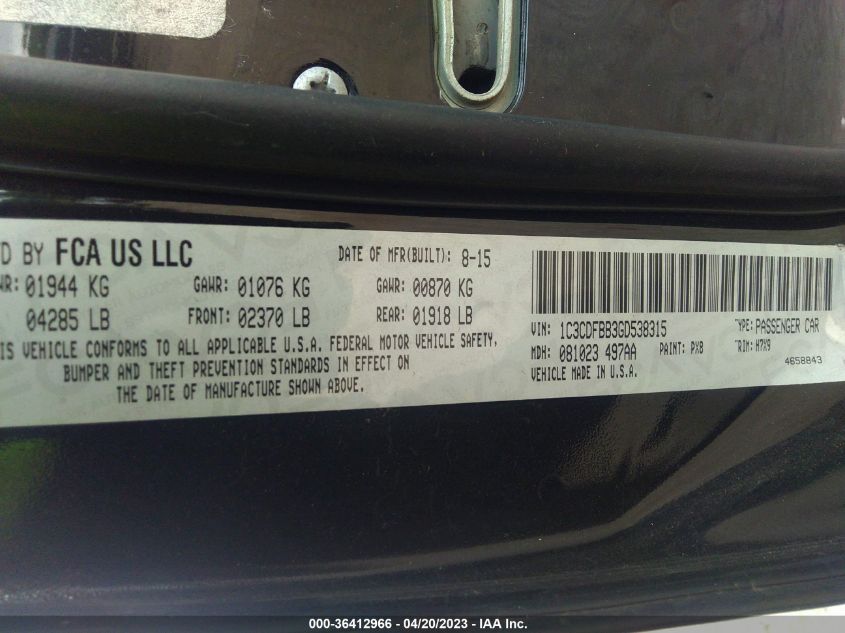 D BY FCA US LLC DATE OF MFR(BUILT): 8-15
WR: 01944 KG GAWR: 01076 KG GAWR: 00870 KG
04285 LB FRONT: 02370 LB REAR: 01918 LB
IS VEHICLE CONFORMS TO ALL APPLICABLE U.S.A. FEDERAL MOTOR VEHICLE SAFETY,
BUMPER AND THEFT PREVENTION STANDARDS IN EFFECT ON
THE DATE OF MANUFACTURE SHOWN ABOVE.
VIN: 1C3CDFBB3GD538315 TYPE: PASSENGER CAR
MDH: 081023 497AA PAINT: PX8 TRIM: H7X9
VEHICLE MADE IN U.S.A. 4658843
000-36412966 - 04/20/2023 - IAA Inc.